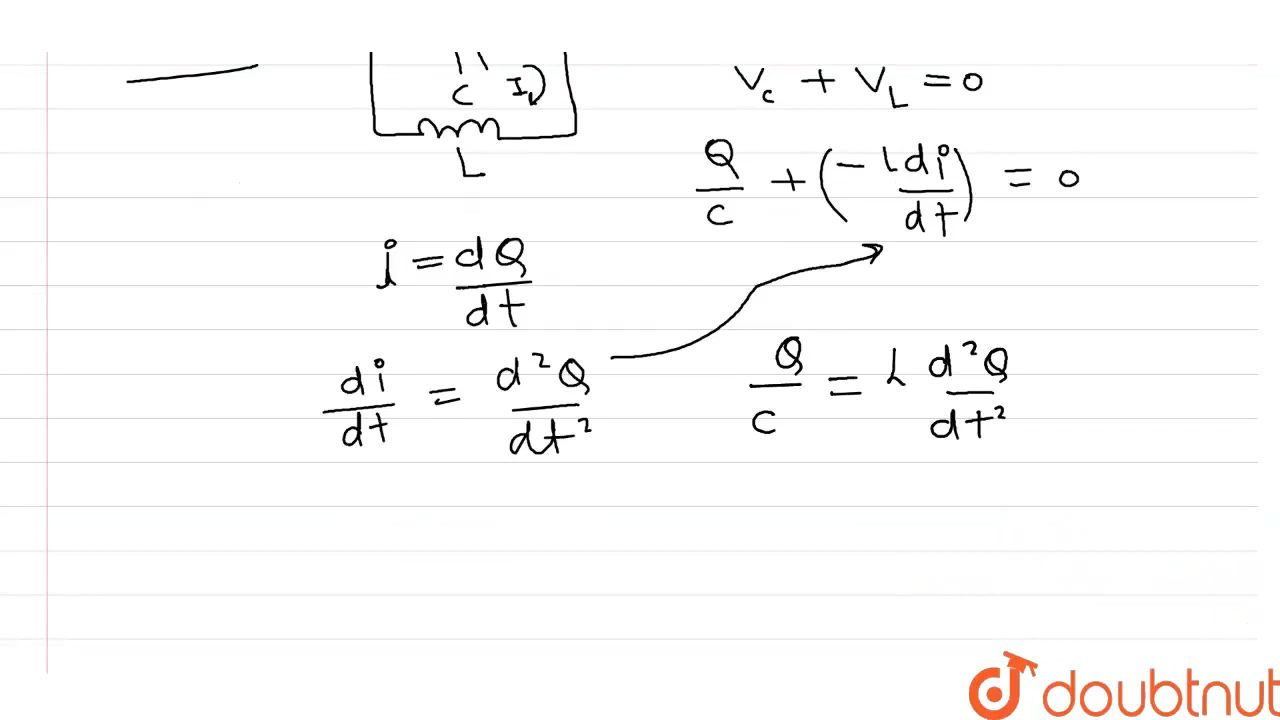 C I
L
V_c + V_L = 0
Q/c + (- L di/dt) = 0
i = dQ/dt
di/dt = d²Q/dt²
Q/c = L d²Q/dt²
doubtnut